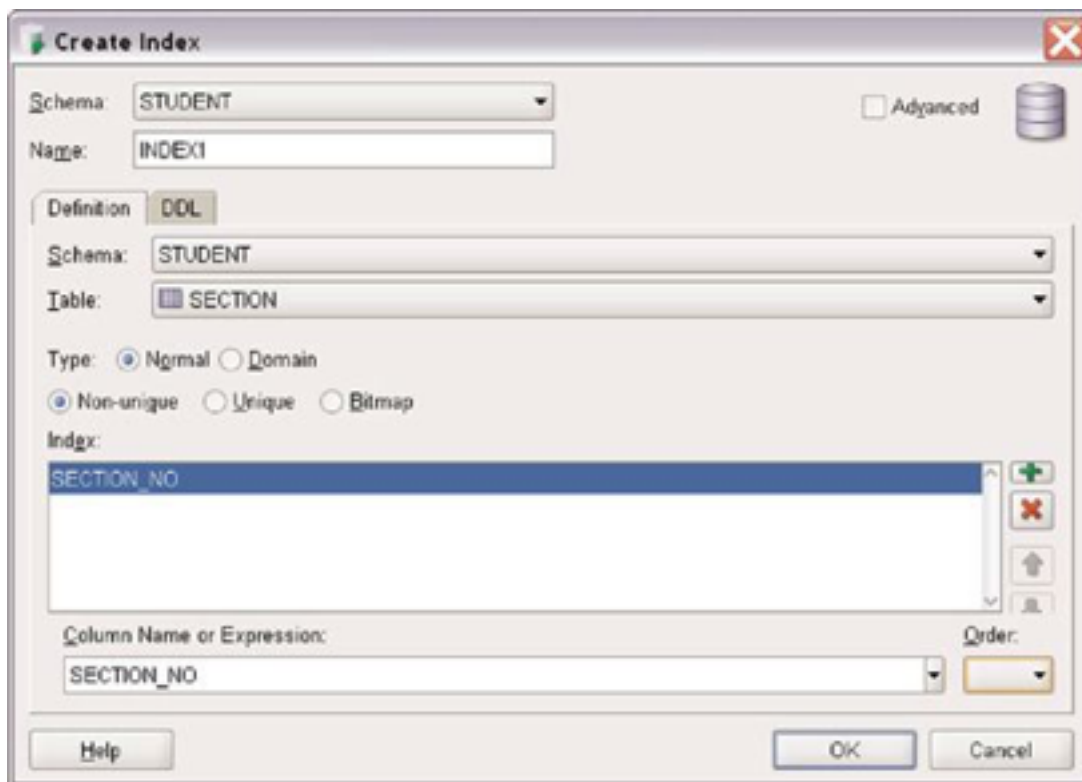 Create Index
Schema: STUDENT Advanced
Name: INDEX1
Definition DDL
Schema: STUDENT
Table: SECTION
Type: Normal Domain
Non-unique Unique Bitmap
Index:
SECTION_NO
Column Name or Expression: Order:
SECTION_NO
Help OK Cancel